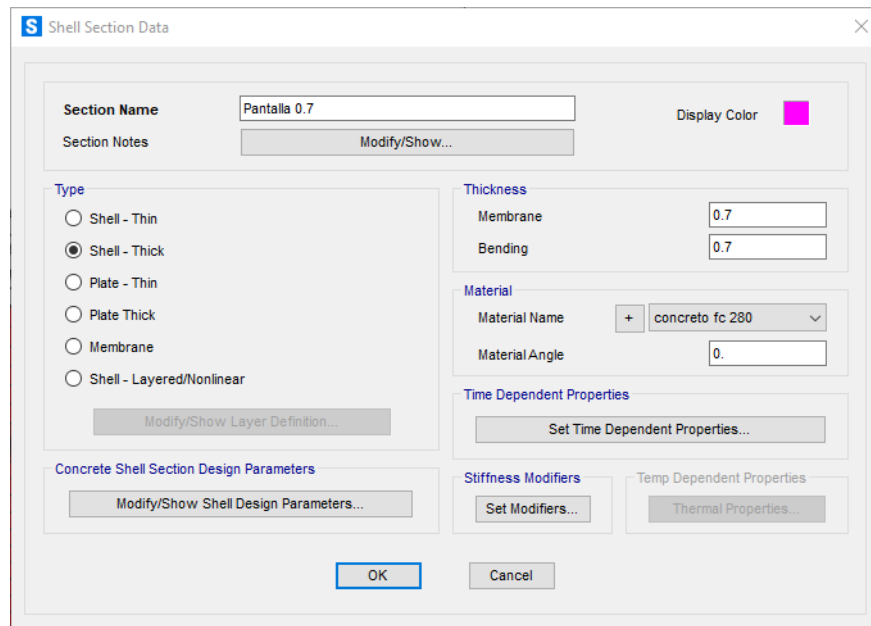 S Shell Section Data
Section Name Pantalla 0.7 Display Color
Section Notes Modify/Show...
Type
Shell - Thin
Shell - Thick
Plate - Thin
Plate Thick
Membrane
Shell - Layered/Nonlinear
Modify/Show Layer Definition...
Thickness
Membrane 0.7
Bending 0.7
Material
Material Name + concreto fc 280
Material Angle 0.
Time Dependent Properties
Set Time Dependent Properties...
Concrete Shell Section Design Parameters
Modify/Show Shell Design Parameters...
Stiffness Modifiers
Set Modifiers...
Temp Dependent Properties
Thermal Properties...
OK Cancel